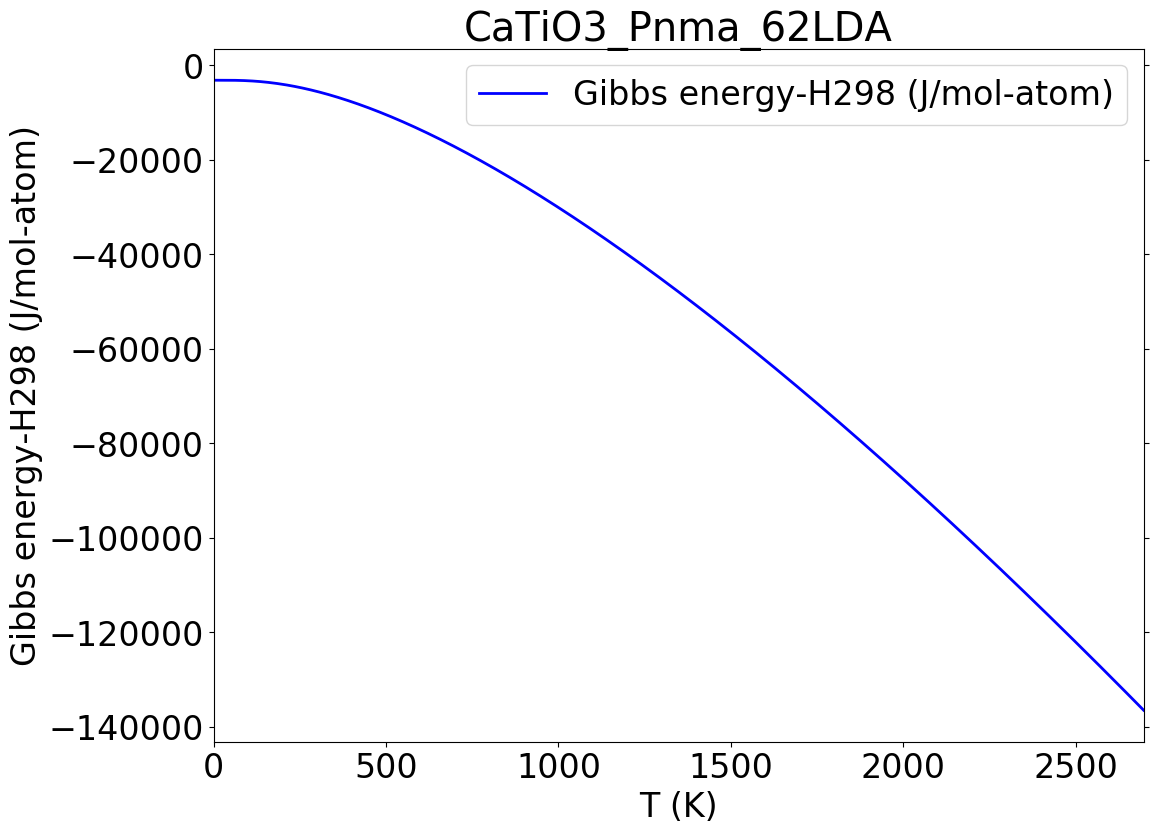 CaTiO3_Pnma_62LDA
Gibbs energy-H298 (J/mol-atom)
Gibbs energy-H298 (J/mol-atom)
0
−20000
−40000
−60000
−80000
−100000
−120000
−140000
0 500 1000 1500 2000 2500
T (K)